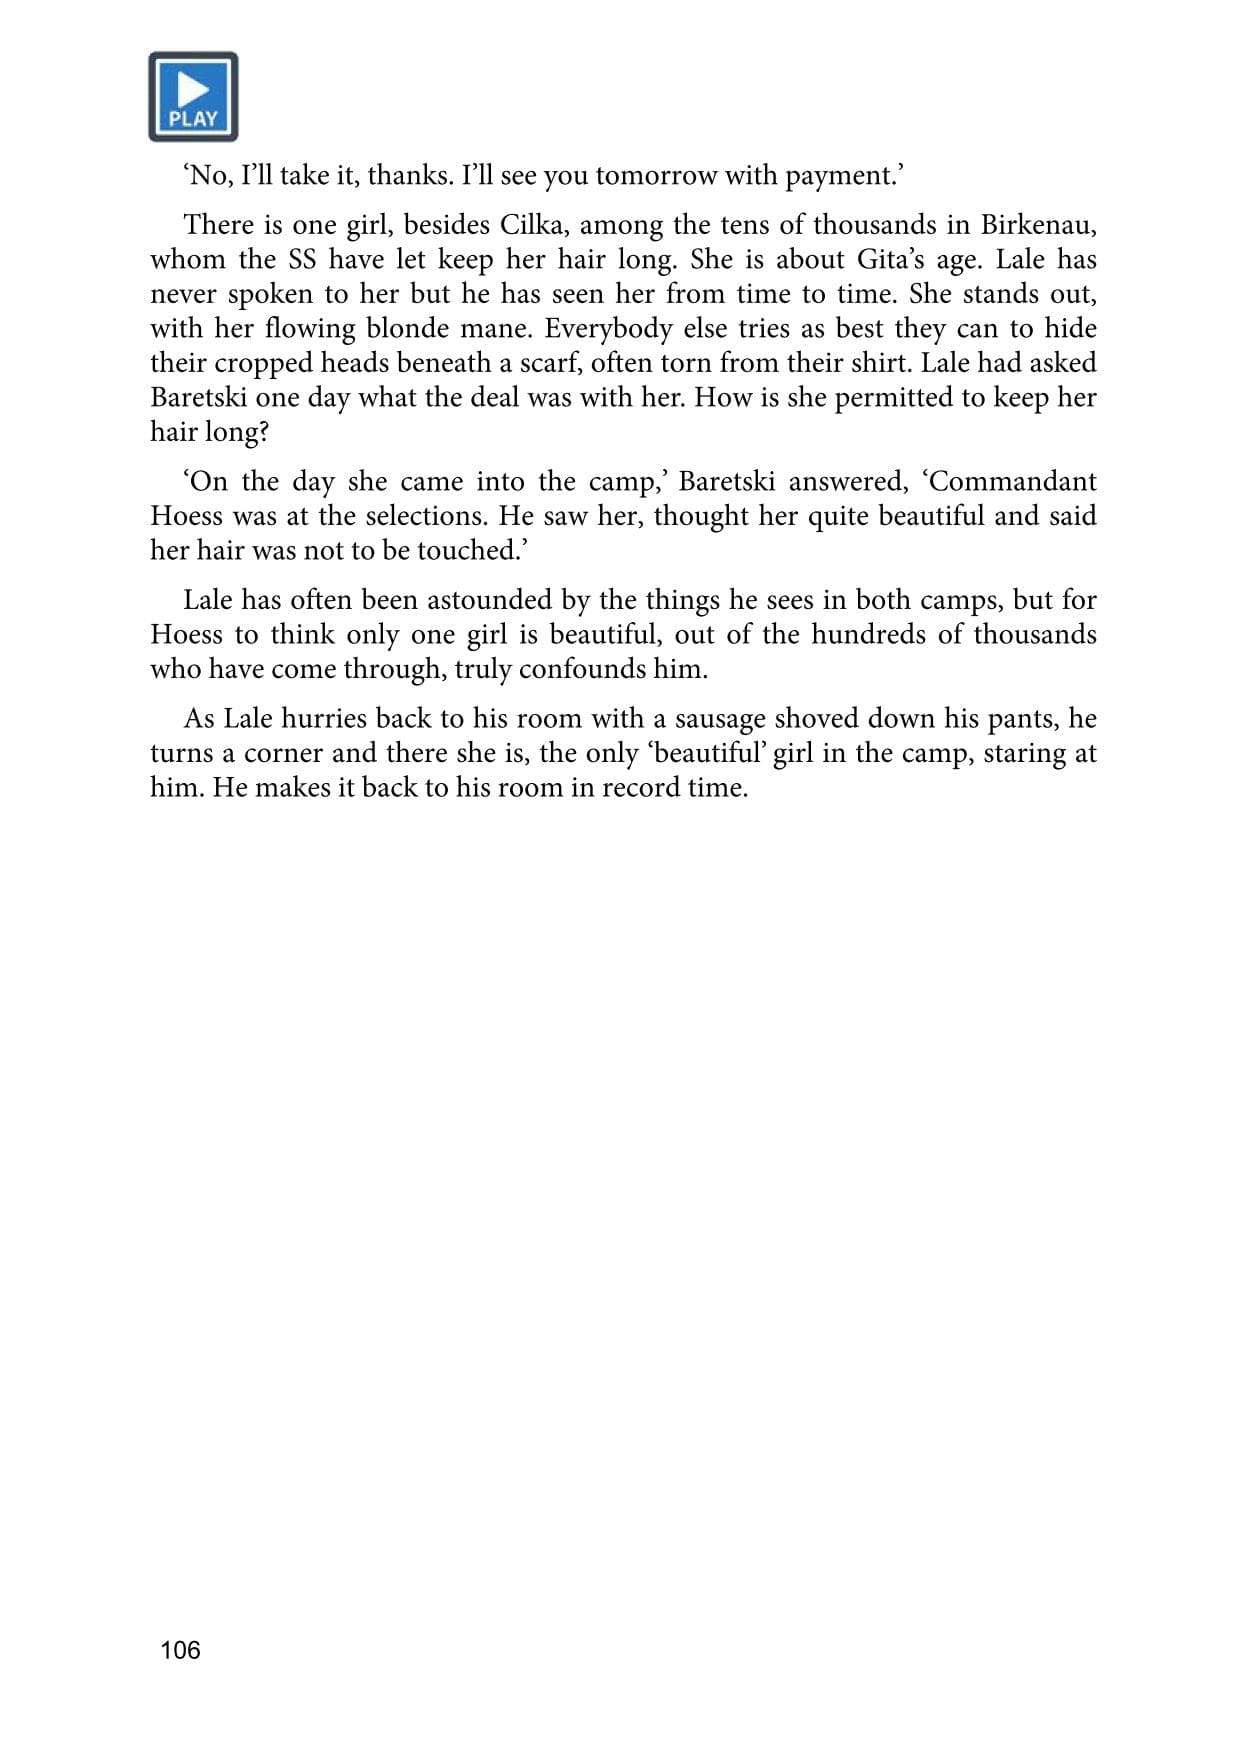 PLAY
‘No, I’ll take it, thanks. I’ll see you tomorrow with payment.’
There is one girl, besides Cilka, among the tens of thousands in Birkenau,
whom the SS have let keep her hair long. She is about Gita’s age. Lale has
never spoken to her but he has seen her from time to time. She stands out,
with her flowing blonde mane. Everybody else tries as best they can to hide
their cropped heads beneath a scarf, often torn from their shirt. Lale had asked
Baretski one day what the deal was with her. How is she permitted to keep her
hair long?
‘On the day she came into the camp,’ Baretski answered, ‘Commandant
Hoess was at the selections. He saw her, thought her quite beautiful and said
her hair was not to be touched.’
Lale has often been astounded by the things he sees in both camps, but for
Hoess to think only one girl is beautiful, out of the hundreds of thousands
who have come through, truly confounds him.
As Lale hurries back to his room with a sausage shoved down his pants, he
turns a corner and there she is, the only ‘beautiful’ girl in the camp, staring at
him. He makes it back to his room in record time.
106